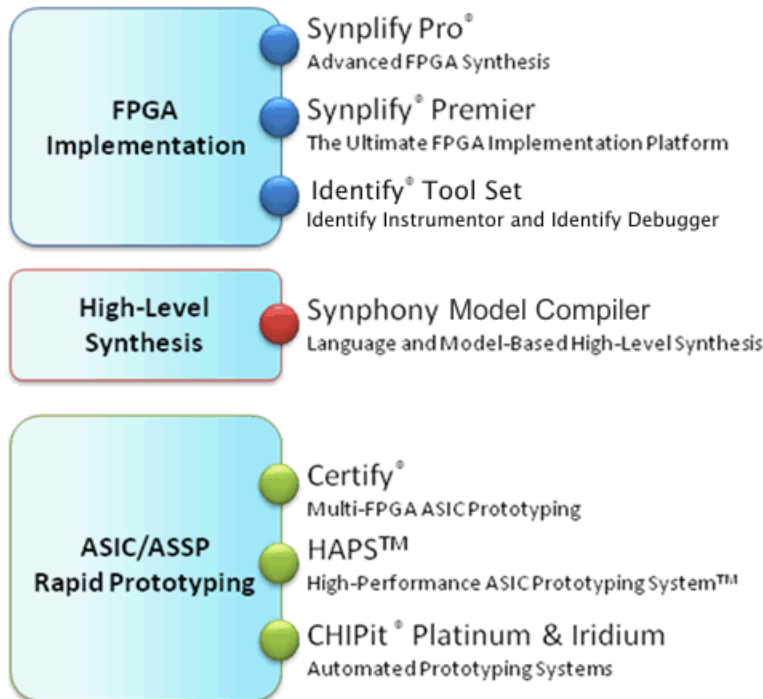 FPGA
Implementation
Synplify Pro®
Advanced FPGA Synthesis
Synplify® Premier
The Ultimate FPGA Implementation Platform
Identify® Tool Set
Identify Instrumentor and Identify Debugger
High-Level
Synthesis
Synphony Model Compiler
Language and Model-Based High-Level Synthesis
ASIC/ASSP
Rapid Prototyping
Certify®
Multi-FPGA ASIC Prototyping
HAPS™
High-Performance ASIC Prototyping System™
CHIPit® Platinum & Iridium
Automated Prototyping Systems